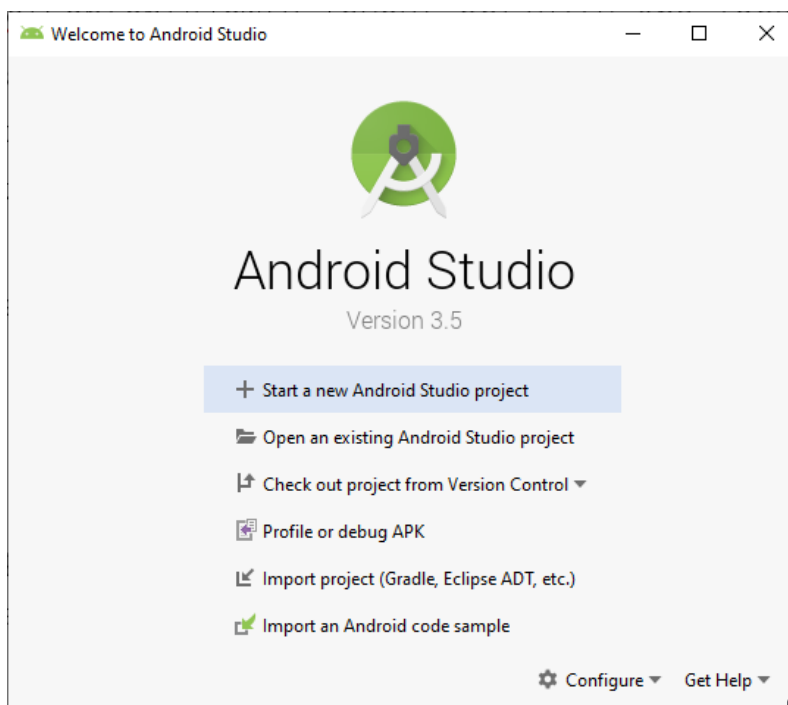 Welcome to Android Studio
Android Studio
Version 3.5
Start a new Android Studio project
Open an existing Android Studio project
Check out project from Version Control
Profile or debug APK
Import project (Gradle, Eclipse ADT, etc.)
Import an Android code sample
Configure Get Help